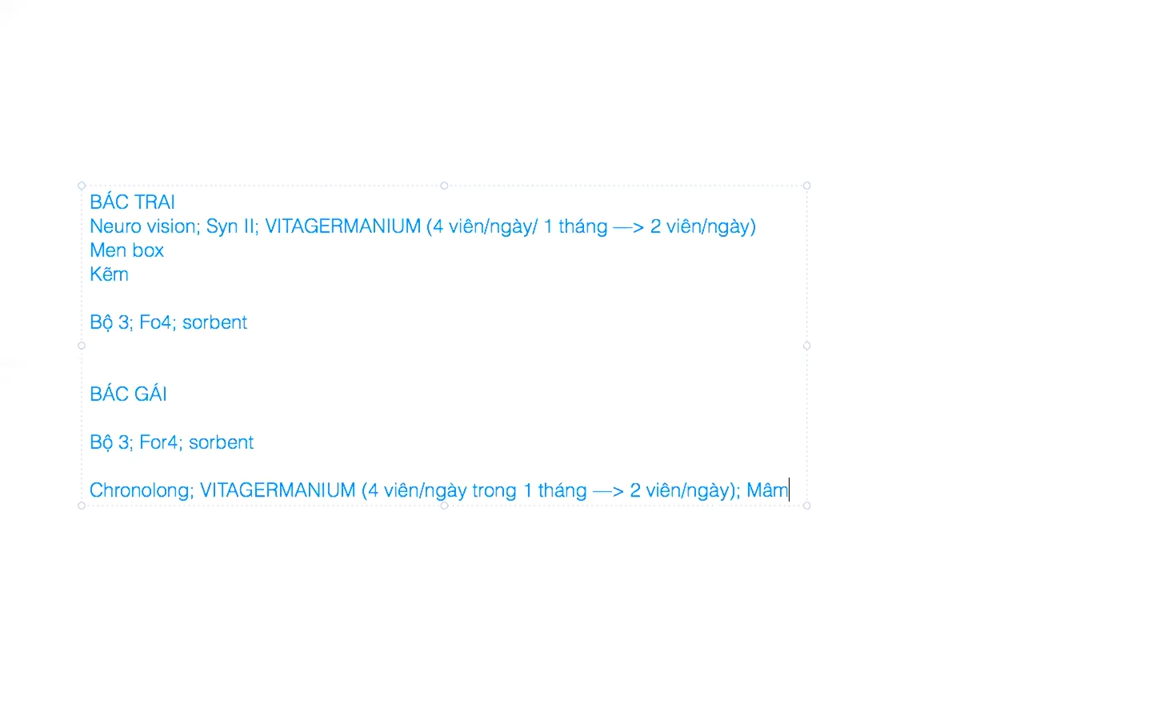 BÁC TRAI
Neuro vision; Syn II; VITAGERMANIUM (4 viên/ngày/ 1 tháng —> 2 viên/ngày)
Men box
Kẽm
Bộ 3; Fo4; sorbent
BÁC GÁI
Bộ 3; For4; sorbent
Chronolong; VITAGERMANIUM (4 viên/ngày trong 1 tháng —> 2 viên/ngày); Mâm